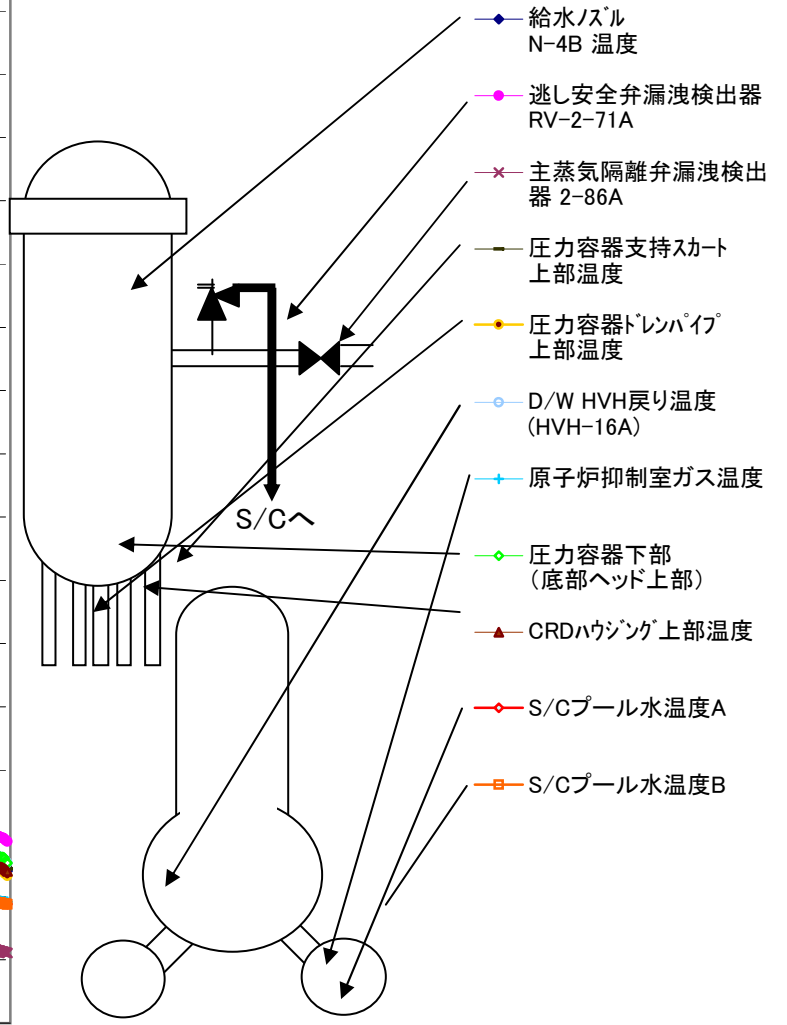 給水ノズル
N-4B 温度
逃し安全弁漏洩検出器
RV-2-71A
主蒸気隔離弁漏洩検出
器 2-86A
圧力容器支持スカート
上部温度
圧力容器ドレンパイプ
上部温度
D/W HVH戻り温度
(HVH-16A)
原子炉抑制室ガス温度
S/Cへ
圧力容器下部
(底部ヘッド上部)
CRDハウジング上部温度
S/Cプール水温度A
S/Cプール水温度B